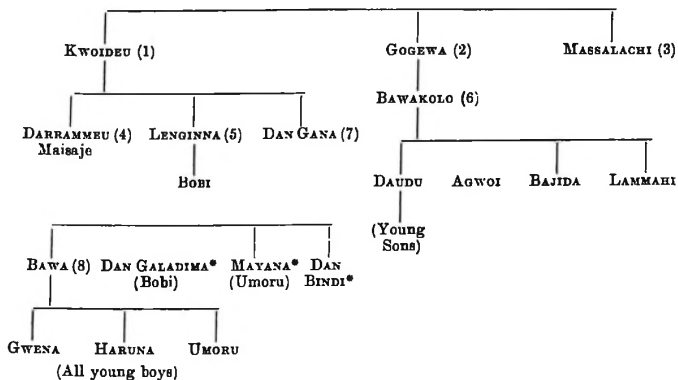 KWOIDEU (1) GOGEWA (2) MASSALACHI (3)
BAWAKOLO (6)
DARRAMMEU (4) LENGINNA (5) DAN GANA (7)
Maisaje
BOBI DAUDU AGWOI BAJIDA LAMMAHI
(Young
Sons)
BAWA (8) DAN GALADIMA* MAYANA* DAN
(Bobi) (Umoru) BINDI*
GWENA HARUNA UMORU
(All young boys)